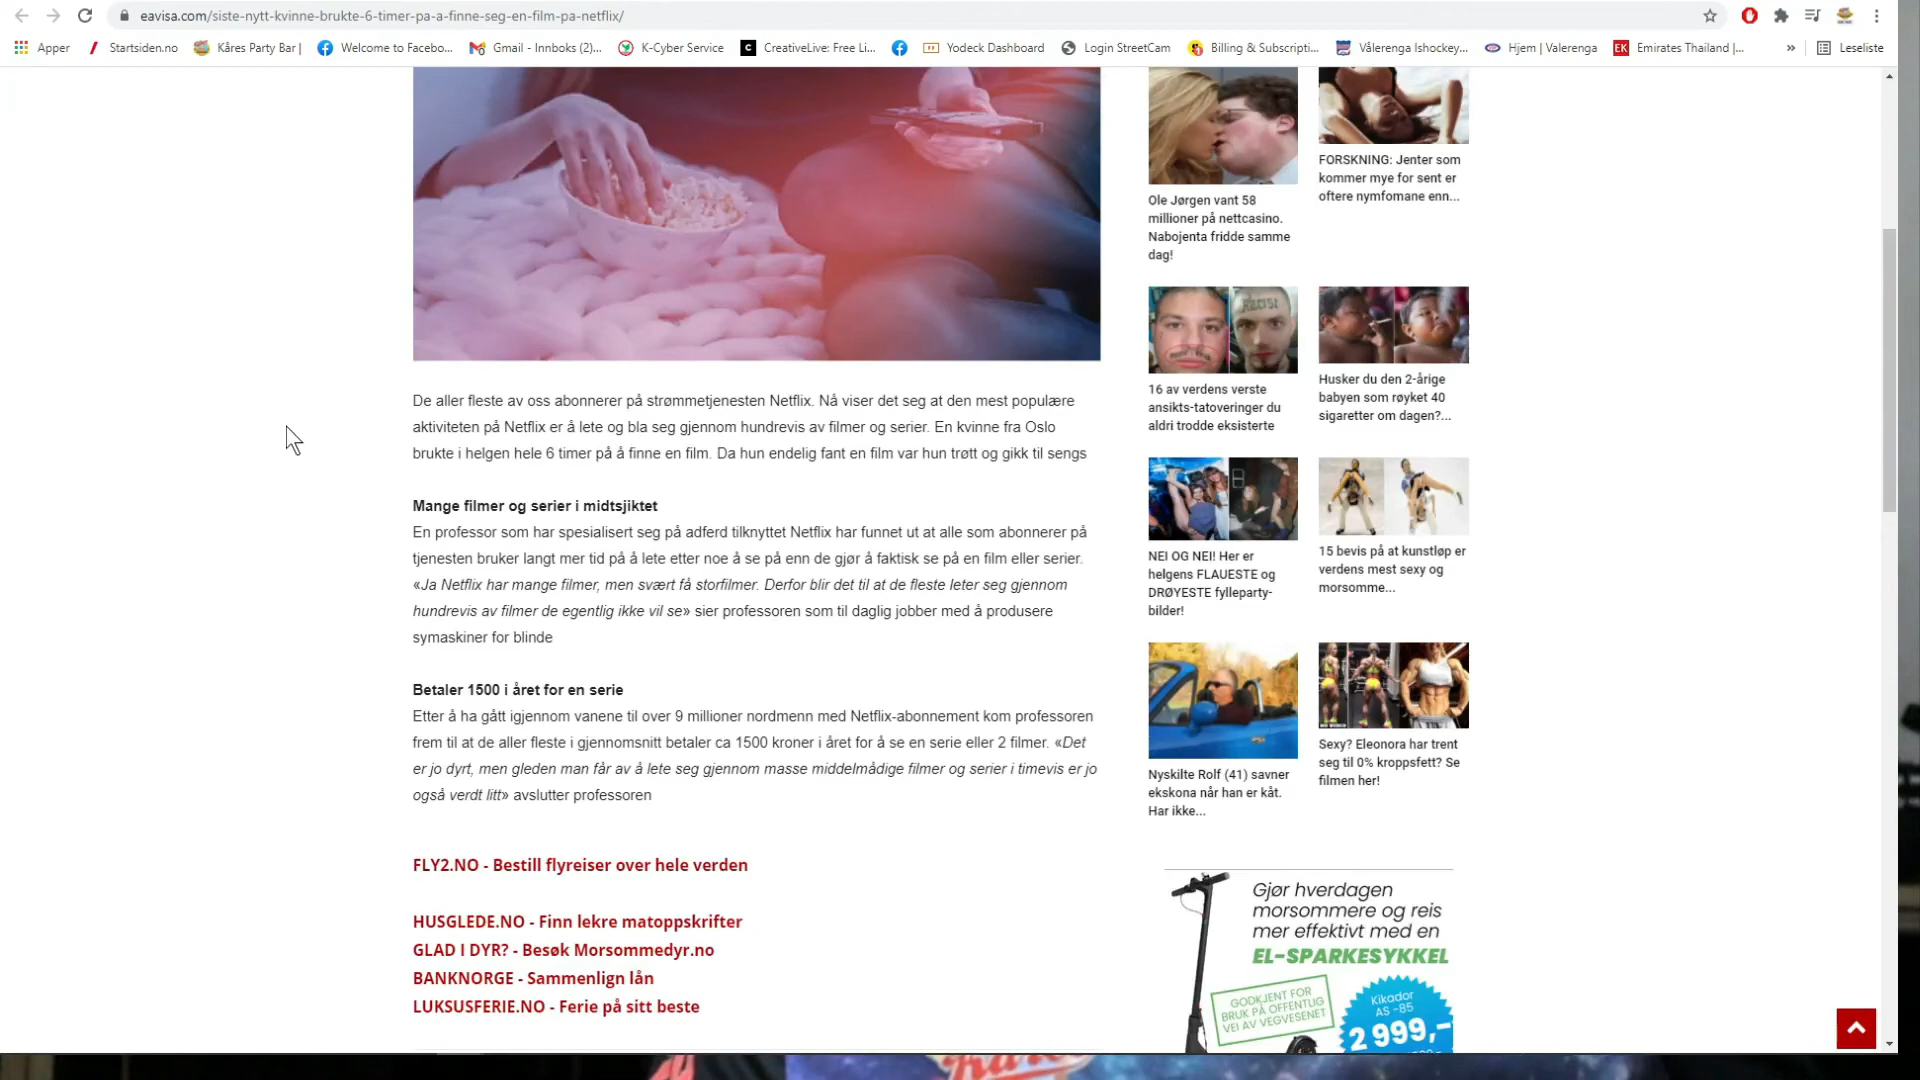 eavisa.com/siste-nytt-kvinne-brukte-6-timer-pa-a-finne-seg-en-film-pa-netflix/
Apper
Startsiden.no
Kåres Party Bar |
Welcome to Facebo...
Gmail - Innboks (2)...
K-Cyber Service
CreativeLive: Free Li...
Yodeck Dashboard
Login StreetCam
Billing & Subscripti...
Vålerenga Ishockey...
Hjem | Valerenga
EK Emirates Thailand |...
»
Leseliste
De aller fleste av oss abonnerer på strømmetjenesten Netflix. Nå viser det seg at den mest populære
aktiviteten på Netflix er å lete og bla seg gjennom hundrevis av filmer og serier. En kvinne fra Oslo
brukte i helgen hele 6 timer på å finne en film. Da hun endelig fant en film var hun trøtt og gikk til sengs
Mange filmer og serier i midtsjiktet
En professor som har spesialisert seg på adferd tilknyttet Netflix har funnet ut at alle som abonnerer på
tjenesten bruker langt mer tid på å lete etter noe å se på enn de gjør å faktisk se på en film eller serier.
«Ja Netflix har mange filmer, men svært få storfilmer. Derfor blir det til at de fleste leter seg gjennom
hundrevis av filmer de egentlig ikke vil se» sier professoren som til daglig jobber med å produsere
symaskiner for blinde
Betaler 1500 i året for en serie
Etter å ha gått igjennom vanene til over 9 millioner nordmenn med Netflix-abonnement kom professoren
frem til at de aller fleste i gjennomsnitt betaler ca 1500 kroner i året for å se en serie eller 2 filmer. «Det
er jo dyrt, men gleden man får av å lete seg gjennom masse middelmådige filmer og serier i timevis er jo
også verdt litt» avslutter professoren
FLY2.NO - Bestill flyreiser over hele verden
HUSGLEDE.NO - Finn lekre matoppskrifter
GLAD I DYR? - Besøk Morsommedyr.no
BANKNORGE - Sammenlign lån
LUKSUSFERIE.NO - Ferie på sitt beste
Ole Jørgen vant 58
millioner på nettcasino.
Nabojenta fridde samme
dag!
FORSKNING: Jenter som
kommer mye for sent er
oftere nymfomane enn...
RACIST
16 av verdens verste
ansikts-tatoveringer du
aldri trodde eksisterte
Husker du den 2-årige
babyen som røyket 40
sigaretter om dagen?...
NEI OG NEI! Her er
helgens FLAUESTE og
DRØYESTE fylleparty-
bilder!
15 bevis på at kunstløp er
verdens mest sexy og
morsomme...
Nyskilte Rolf (41) savner
ekskona når han er kåt.
Har ikke...
Sexy? Eleonora har trent
seg til 0% kroppsfett? Se
filmen her!
Gjør hverdagen
morsommere og reis
mer effektivt med en
EL-SPARKESYKKEL
GODKJENT FOR
BRUK PÅ OFFENTLIG
VEI AV VEGVESENET
Kikador
AS -85
2 999,-